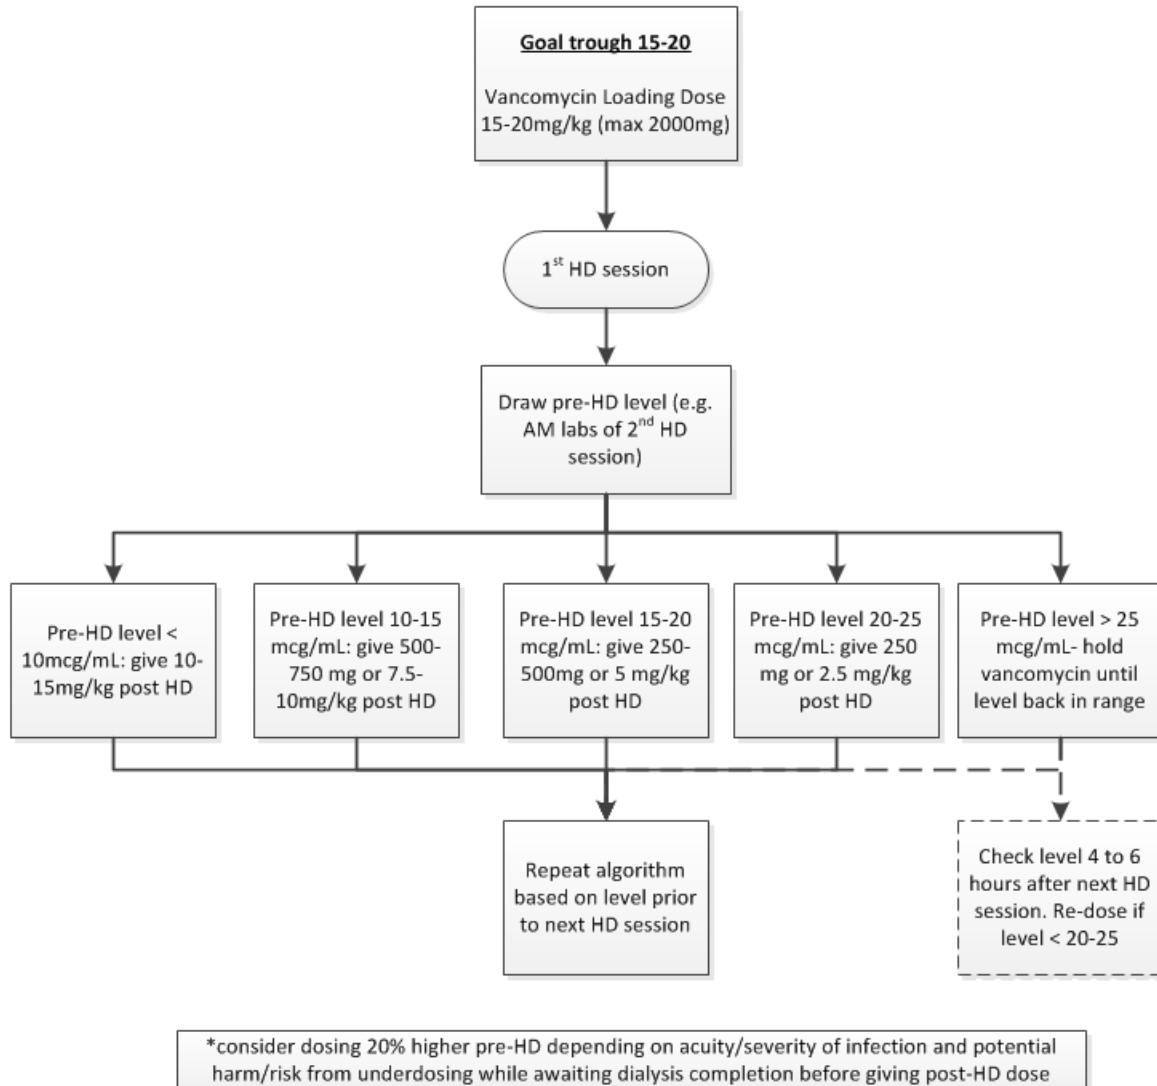 Goal trough 15-20
Vancomycin Loading Dose
15-20mg/kg (max 2000mg)
1st HD session
Draw pre-HD level (e.g.
AM labs of 2nd HD
session)
Pre-HD level <
10mcg/mL: give 10-
15mg/kg post HD
Pre-HD level 10-15
mcg/mL: give 500-
750 mg or 7.5-
10mg/kg post HD
Pre-HD level 15-20
mcg/mL: give 250-
500mg or 5 mg/kg
post HD
Pre-HD level 20-25
mcg/mL: give 250
mg or 2.5 mg/kg
post HD
Pre-HD level > 25
mcg/mL- hold
vancomycin until
level back in range
Repeat algorithm
based on level prior
to next HD session
Check level 4 to 6
hours after next HD
session. Re-dose if
level < 20-25
*consider dosing 20% higher pre-HD depending on acuity/severity of infection and potential
harm/risk from underdosing while awaiting dialysis completion before giving post-HD dose